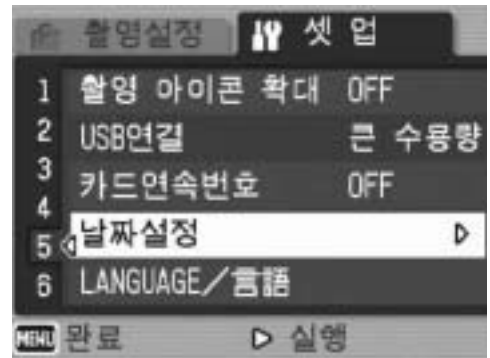 촬영설정 셋 업
1 촬영 아이콘 확대 OFF
2 USB연결 큰 수용량
3 카드연속번호 OFF
4
5 날짜설정
6 LANGUAGE/言語
MENU 완료 실행